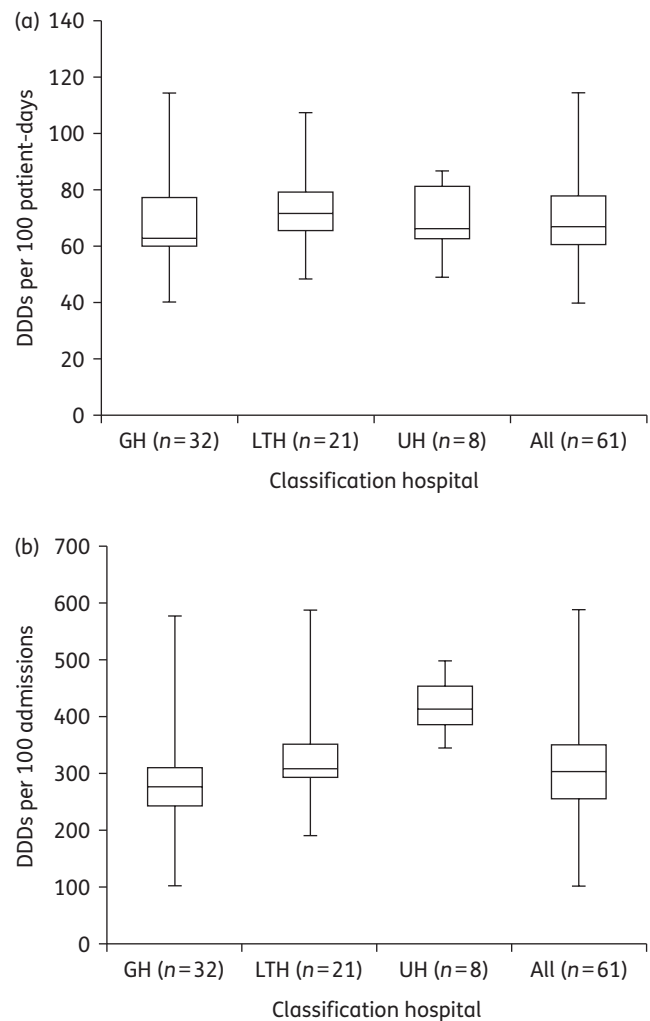 (a)
140
120
100
80
60
40
20
0
DDDs per 100 patient-days
GH (n=32) LTH (n=21) UH (n=8) All (n=61)
Classification hospital
(b)
700
600
500
400
300
200
100
0
DDDs per 100 admissions
GH (n=32) LTH (n=21) UH (n=8) All (n=61)
Classification hospital